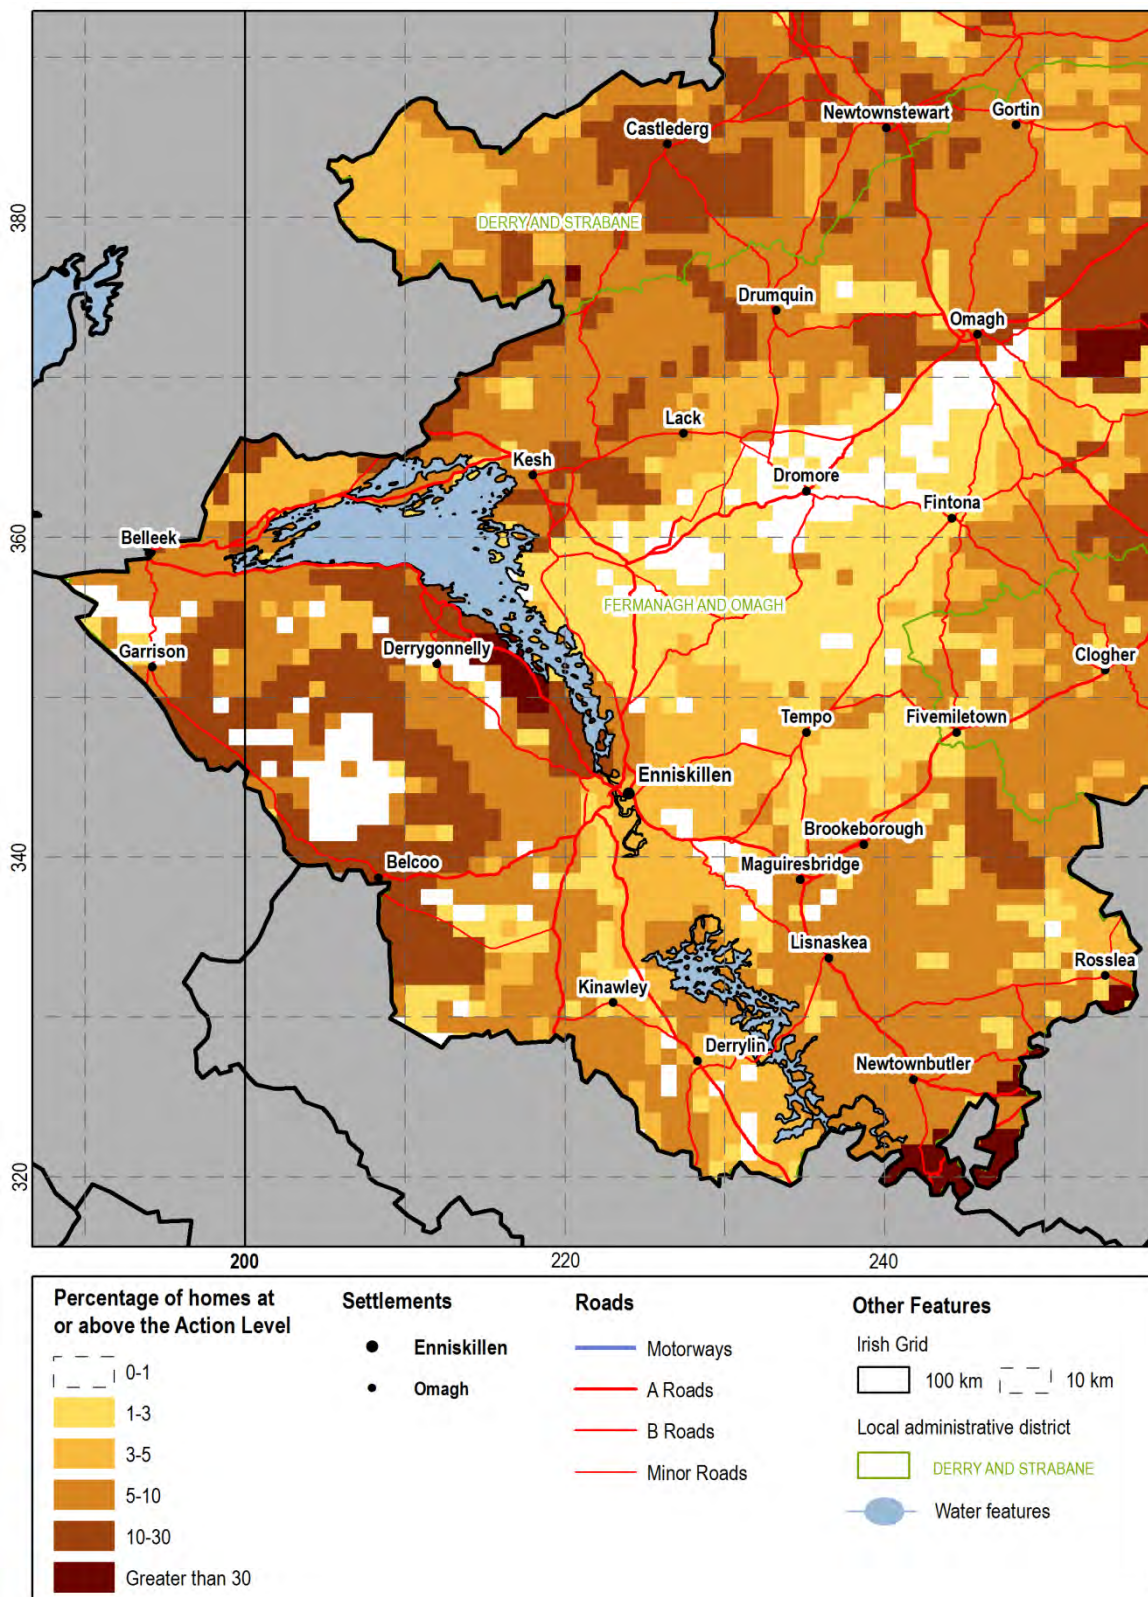 Newtownstewart
Gortin
Castlederg
380
DERRY AND STRABANE
Drumquin
Omagh
Lack
Kesh
Dromore
Fintona
360
Belleek
FERMANAGH AND OMAGH
Garrison
Derrygonnelly
Clogher
Tempo
Fivemiletown
Enniskillen
Brookeborough
340
Belcoo
Maguiresbridge
Lisnaskea
Rosslea
Kinawley
Derrylin
Newtownbutler
320
200
220
240
Percentage of homes at
or above the Action Level
0-1
1-3
3-5
5-10
10-30
Greater than 30
Settlements
Enniskillen
Omagh
Roads
Motorways
A Roads
B Roads
Minor Roads
Other Features
Irish Grid
100 km
10 km
Local administrative district
DERRY AND STRABANE
Water features